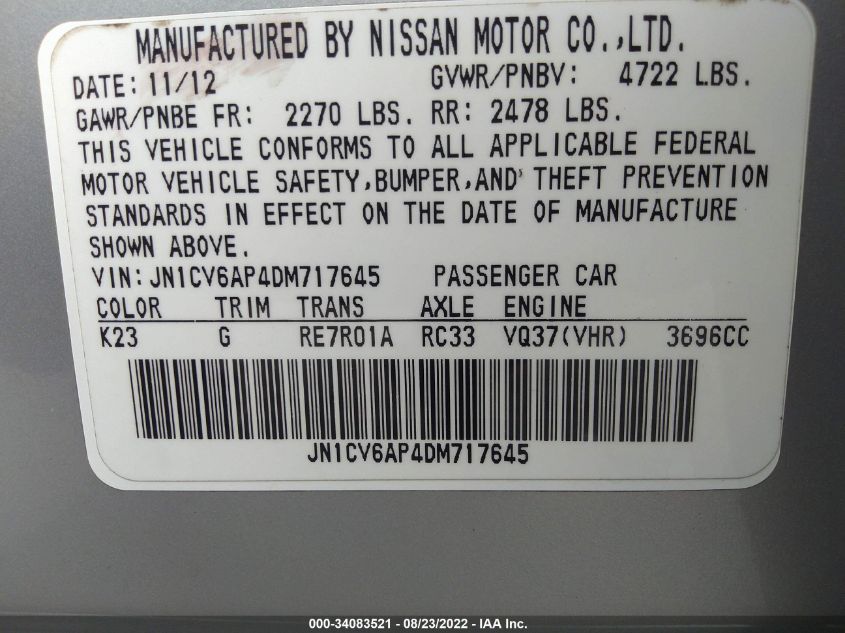 MANUFACTURED BY NISSAN MOTOR CO.,LTD.
DATE: 11/12 GVWR/PNBV: 4722 LBS.
GAWR/PNBE FR: 2270 LBS. RR: 2478 LBS.
THIS VEHICLE CONFORMS TO ALL APPLICABLE FEDERAL
MOTOR VEHICLE SAFETY,BUMPER,AND THEFT PREVENTION
STANDARDS IN EFFECT ON THE DATE OF MANUFACTURE
SHOWN ABOVE.
VIN: JN1CV6AP4DM717645 PASSENGER CAR
COLOR TRIM TRANS AXLE ENGINE
K23 G RE7R01A RC33 VQ37(VHR) 3696CC
JN1CV6AP4DM717645
000-34083521 - 08/23/2022 - IAA Inc.